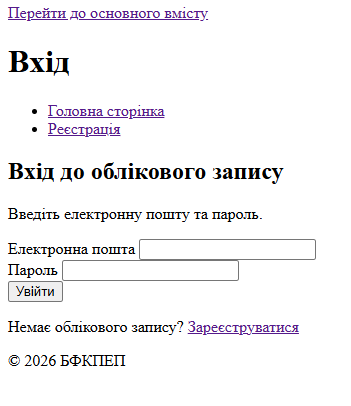 Перейти до основного вмісту
Вхід
Головна сторінка
Реєстрація
Вхід до облікового запису
Введіть електронну пошту та пароль.
Електронна пошта
Пароль
Увійти
Немає облікового запису? Зареєструватися
© 2026 БФКПЕП